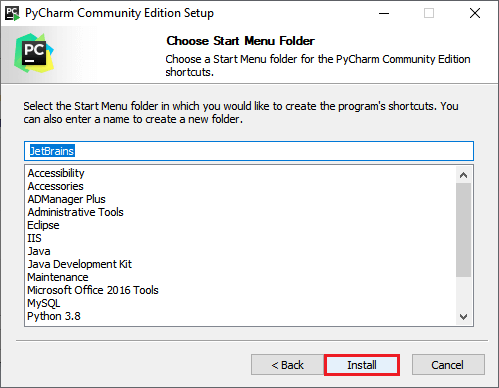 PyCharm Community Edition Setup
PC
Choose Start Menu Folder
Choose a Start Menu folder for the PyCharm Community Edition
shortcuts.
PC
Select the Start Menu folder in which you would like to create the program's shortcuts. You
can also enter a name to create a new folder.
JetBrains
Accessibility
Accessories
ADManager Plus
Administrative Tools
Eclipse
IIS
Java
Java Development Kit
Maintenance
Microsoft Office 2016 Tools
MySQL
Python 3.8
< Back
Install
Cancel